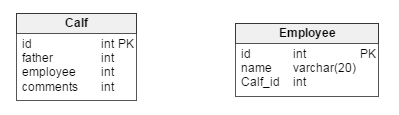 Calf
id int PK
father int
employee int
comments int
Employee
id int PK
name varchar(20)
Calf_id int